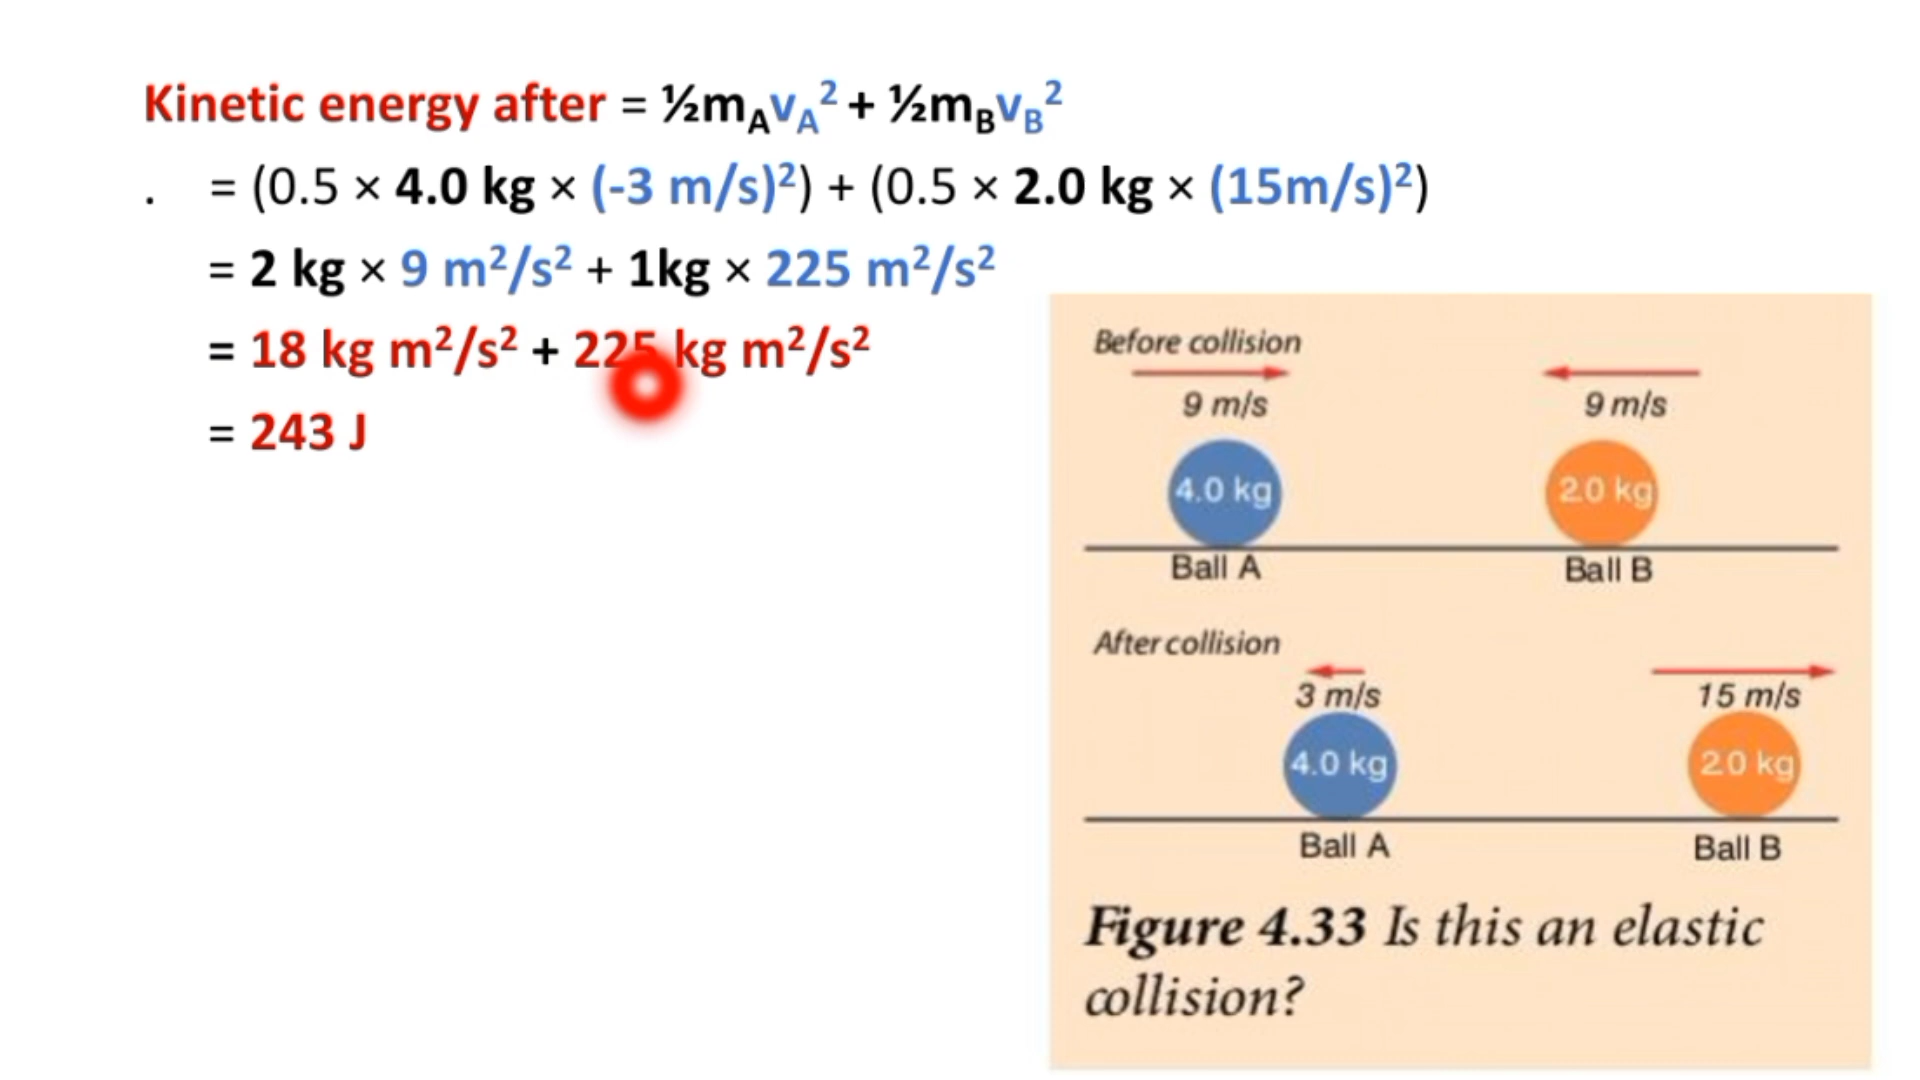 Kinetic energy after = ½mAvA² + ½mBvB²
. = (0.5 × 4.0 kg × (-3 m/s)²) + (0.5 × 2.0 kg × (15m/s)²)
= 2 kg × 9 m²/s² + 1kg × 225 m²/s²
= 18 kg m²/s² + 225 kg m²/s²
= 243 J
Before collision
9 m/s 9 m/s
4.0 kg 2.0 kg
Ball A Ball B
After collision
3 m/s 15 m/s
4.0 kg 2.0 kg
Ball A Ball B
Figure 4.33 Is this an elastic
collision?